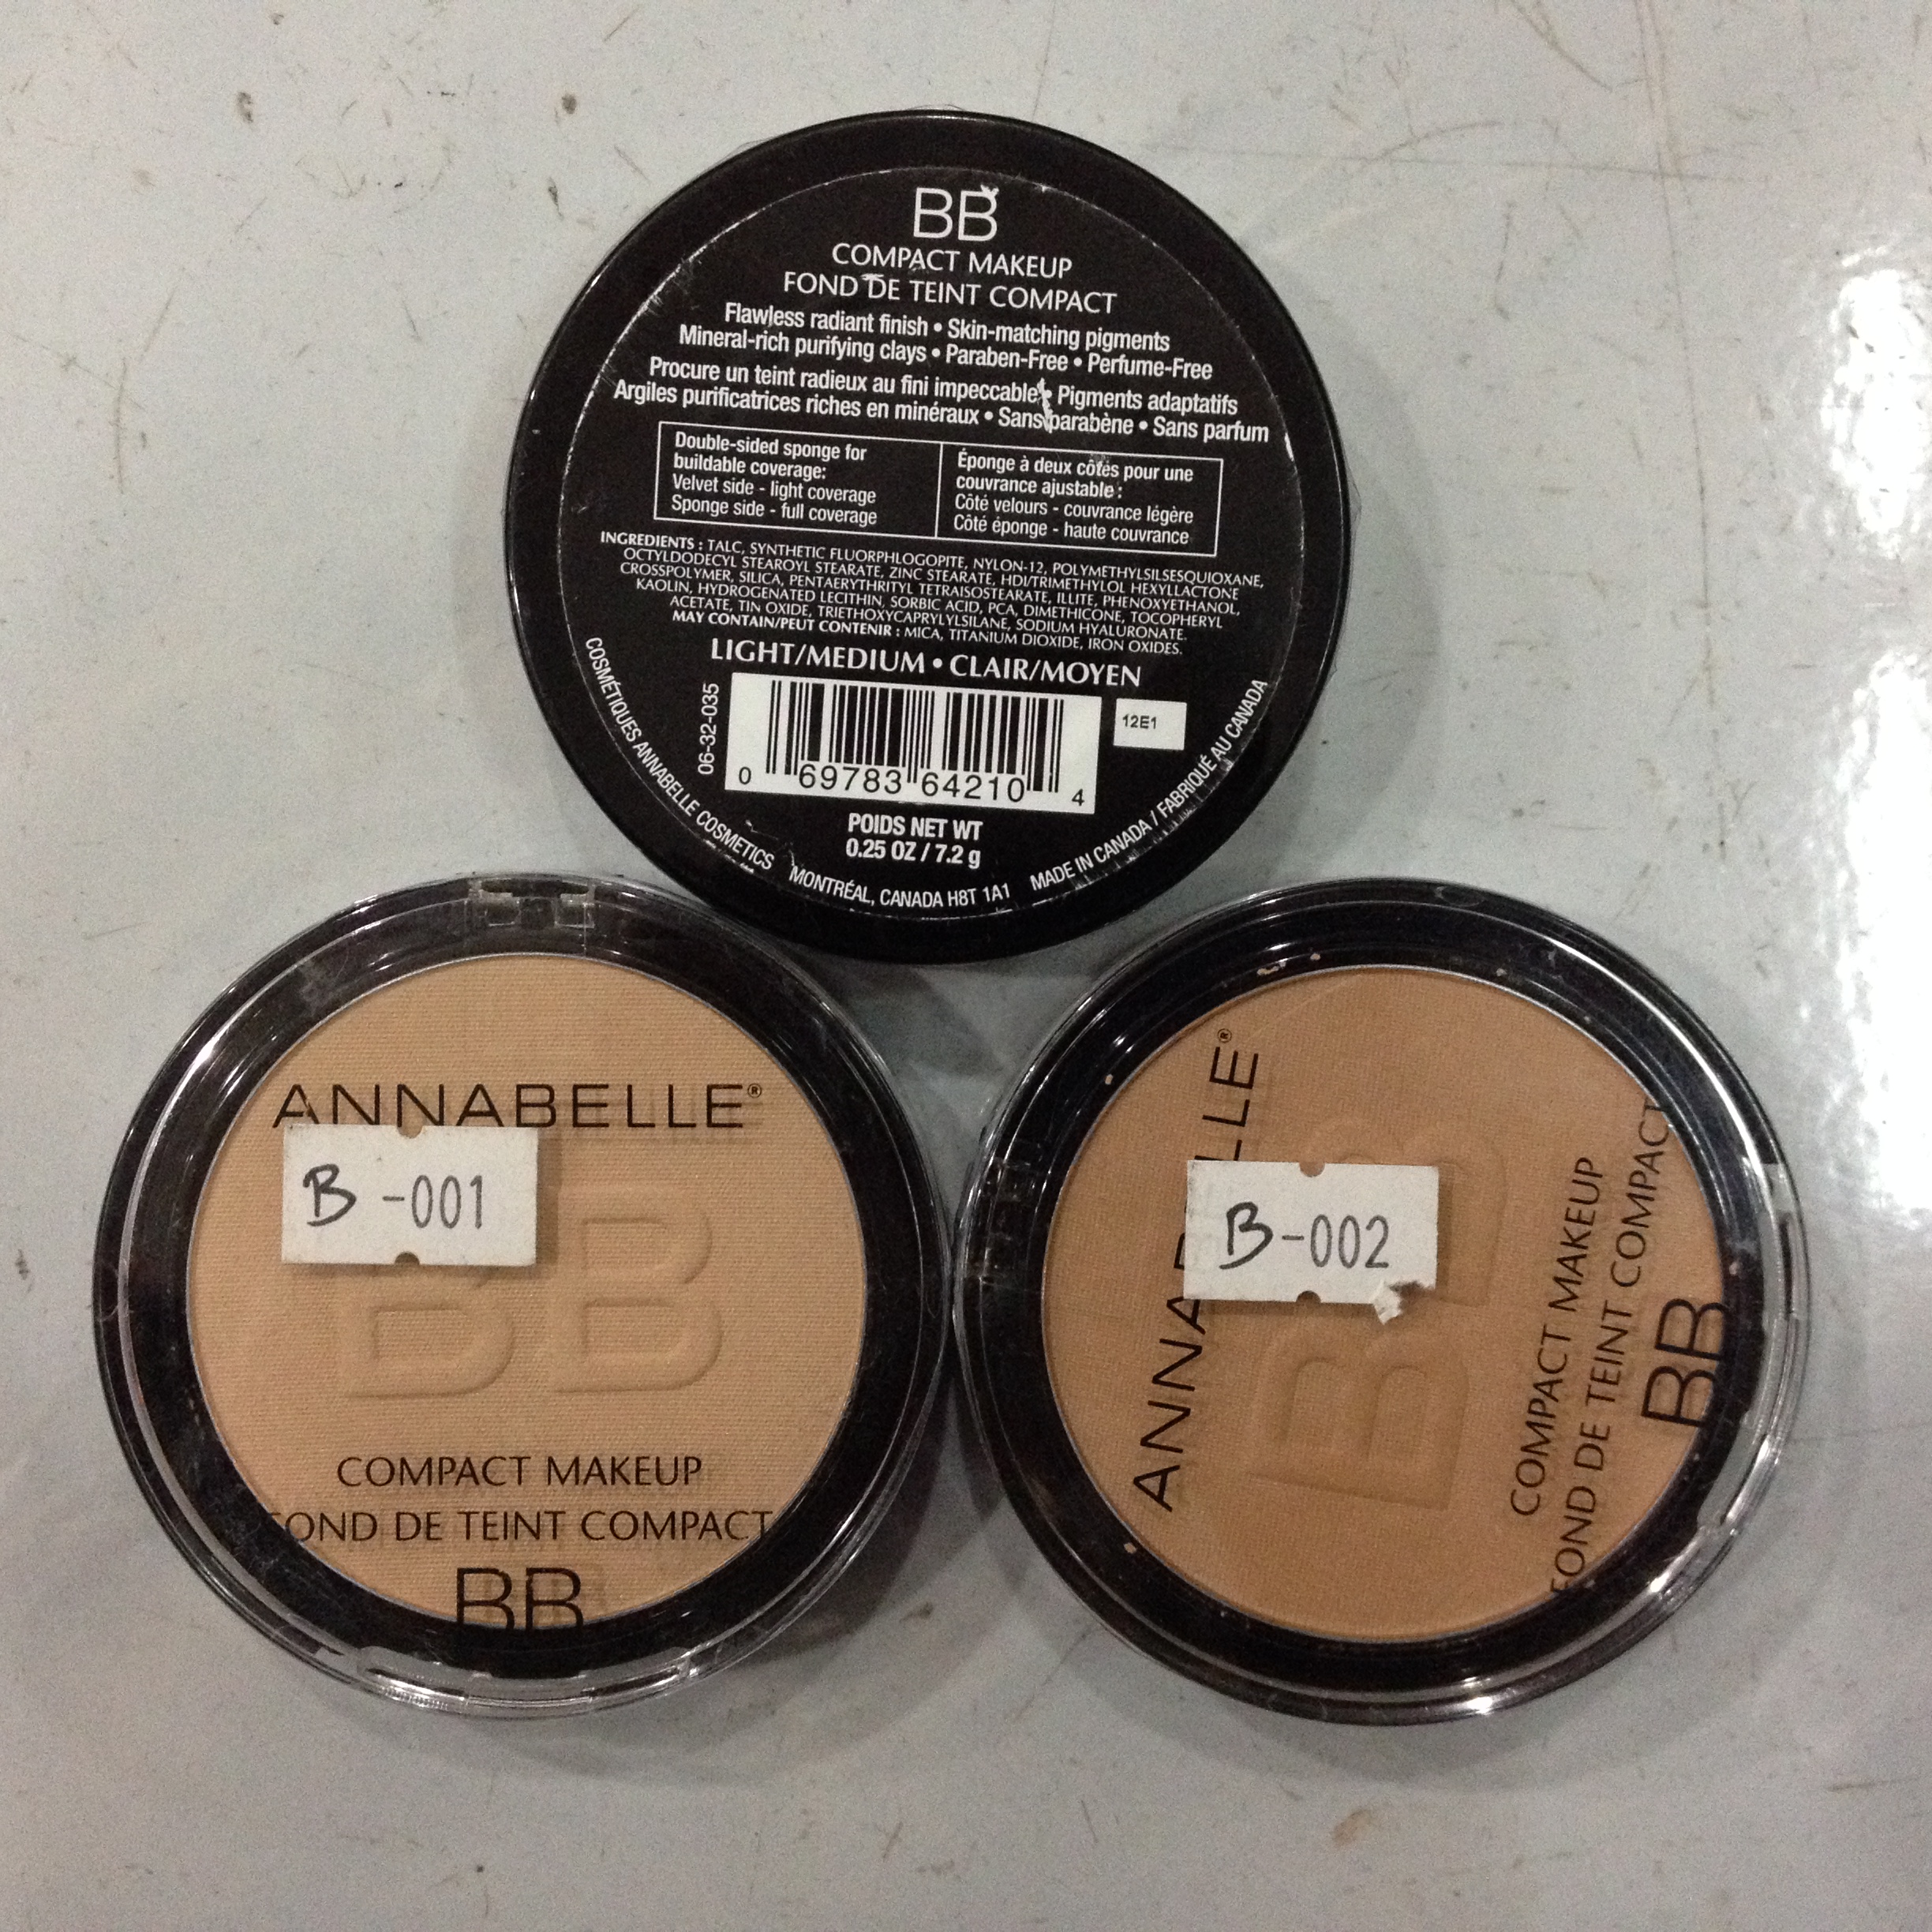 BB
COMPACT MAKEUP
FOND DE TEINT COMPACT
Flawless radiant finish • Skin-matching pigments
Mineral-rich purifying clays • Paraben-Free • Perfume-Free
Procure un teint radieux au fini impeccable • Pigments adaptatifs
Argiles purificatrices riches en minéraux • Sans parabène • Sans parfum
Double-sided sponge for
buildable coverage:
Velvet side - light coverage
Sponge side - full coverage
Éponge à deux côtés pour une
couvrance ajustable :
Côté velours - couvrance légère
Côté éponge - haute couvrance
INGREDIENTS : TALC, SYNTHETIC FLUORPHLOGOPITE, NYLON-12, POLYMETHYLSILSESQUIOXANE,
OCTYLDODECYL STEAROYL STEARATE, ZINC STEARATE, HDI/TRIMETHYLOL HEXYLLACTONE
CROSSPOLYMER, SILICA, PENTAERYTHRITYL TETRAISOSTEARATE, ILLITE, PHENOXYETHANOL,
KAOLIN, HYDROGENATED LECITHIN, SORBIC ACID, PCA, DIMETHICONE, TOCOPHERYL
ACETATE, TIN OXIDE, TRIETHOXYCAPRYLYLSILANE, SODIUM HYALURONATE.
MAY CONTAIN/PEUT CONTENIR : MICA, TITANIUM DIOXIDE, IRON OXIDES.
LIGHT/MEDIUM • CLAIR/MOYEN
06-32-035
12E1
0 69783 64210 4
POIDS NET WT
0.25 OZ / 7.2 g
COSMÉTIQUES ANNABELLE COSMETICS MONTRÉAL, CANADA H8T 1A1 MADE IN CANADA / FABRIQUÉ AU CANADA
ANNABELLE®
B -001
BB
COMPACT MAKEUP
FOND DE TEINT COMPACT
BB
ANNABELLE®
B-002
BB
COMPACT MAKEUP
FOND DE TEINT COMPACT
BB